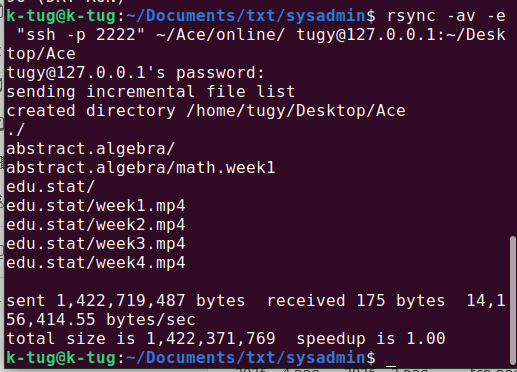 k-tug@k-tug:~/Documents/txt/sysadmin$ rsync -av -e
"ssh -p 2222" ~/Ace/online/ tugy@127.0.0.1:~/Desk
top/Ace
tugy@127.0.0.1's password:
sending incremental file list
created directory /home/tugy/Desktop/Ace
./
abstract.algebra/
abstract.algebra/math.week1
edu.stat/
edu.stat/week1.mp4
edu.stat/week2.mp4
edu.stat/week3.mp4
edu.stat/week4.mp4
sent 1,422,719,487 bytes  received 175 bytes  14,1
56,414.55 bytes/sec
total size is 1,422,371,769  speedup is 1.00
k-tug@k-tug:~/Documents/txt/sysadmin$